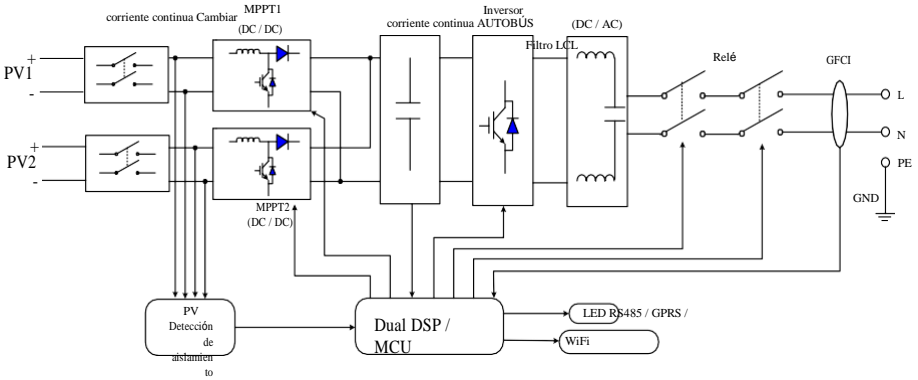 corriente continua Cambiar
MPPT1
(DC / DC)
corriente continua AUTOBÚS
Inversor
(DC / AC)
Filtro LCL
Relé
GFCI
PV1
+
-
PV2
+
-
MPPT2
(DC / DC)
L
N
PE
GND
PV
Detección
de
aislamien
to
Dual DSP /
MCU
LED RS485 / GPRS /
WiFi